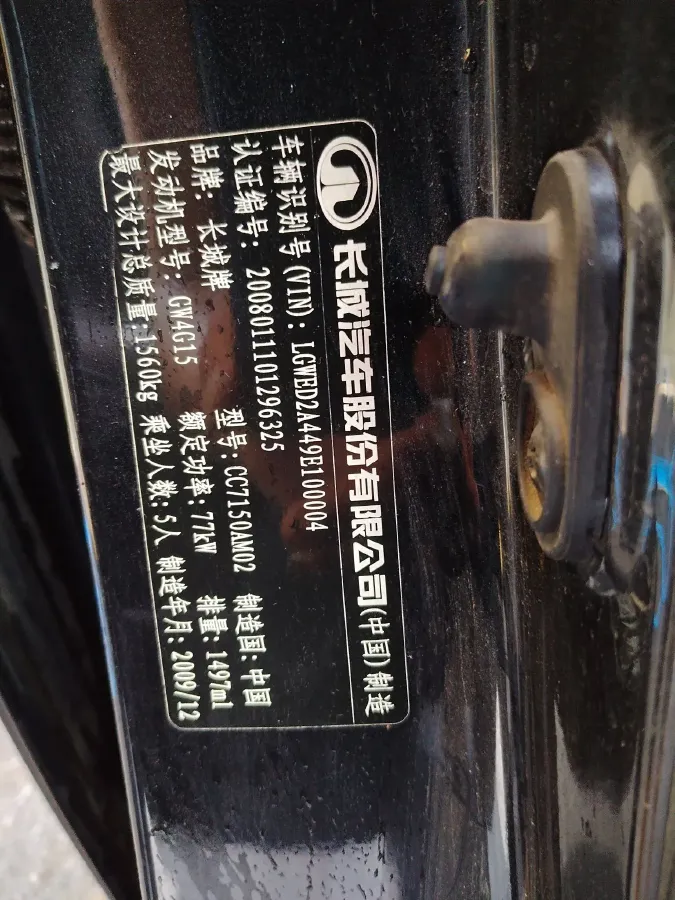 长城汽车股份有限公司(中国)制造
车辆识别号(VIN): LGWED2A449E100004
认证编号: 2008011101296325
品牌: 长城牌 型号: CC7150AM02 制造国: 中国
发动机型号: GW4G15 额定功率: 77kW 排量: 1497ml
最大设计总质量: 1560kg 乘坐人数: 5人 制造年月: 2009/12